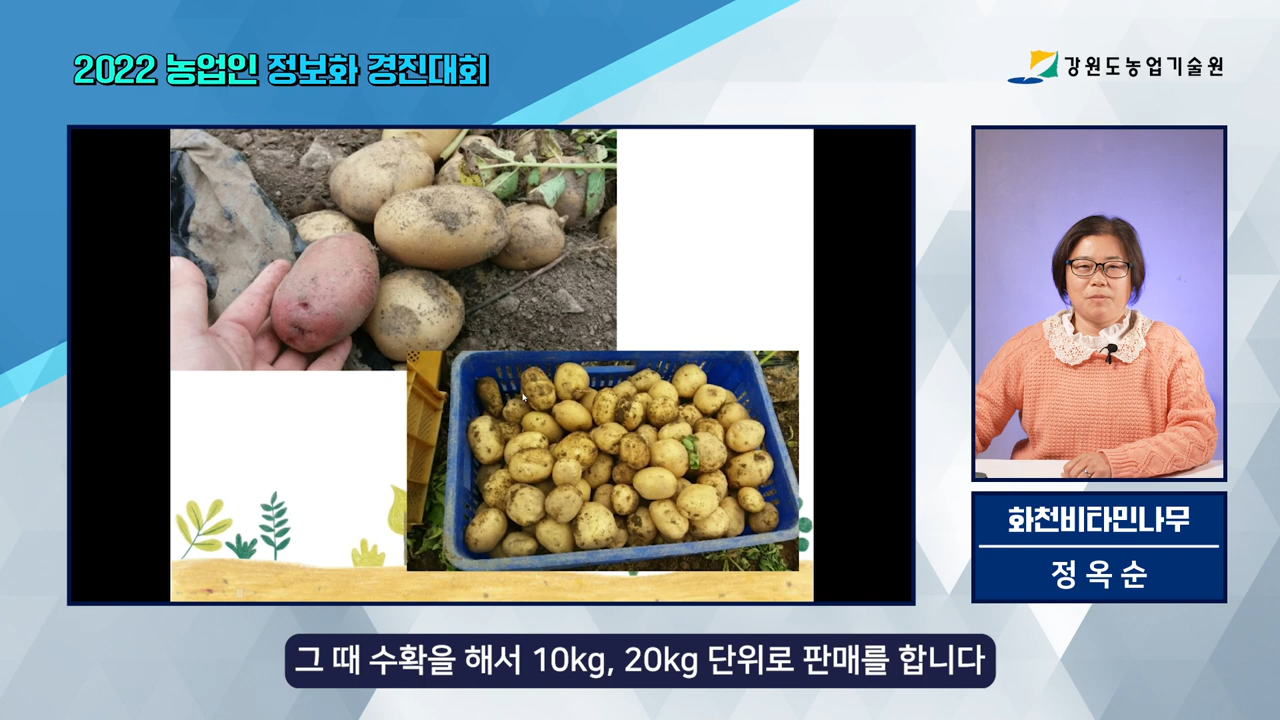 2022 농업인 정보화 경진대회
강원도농업기술원
화천비타민나무
정옥순
그 때 수확을 해서 10kg, 20kg 단위로 판매를 합니다